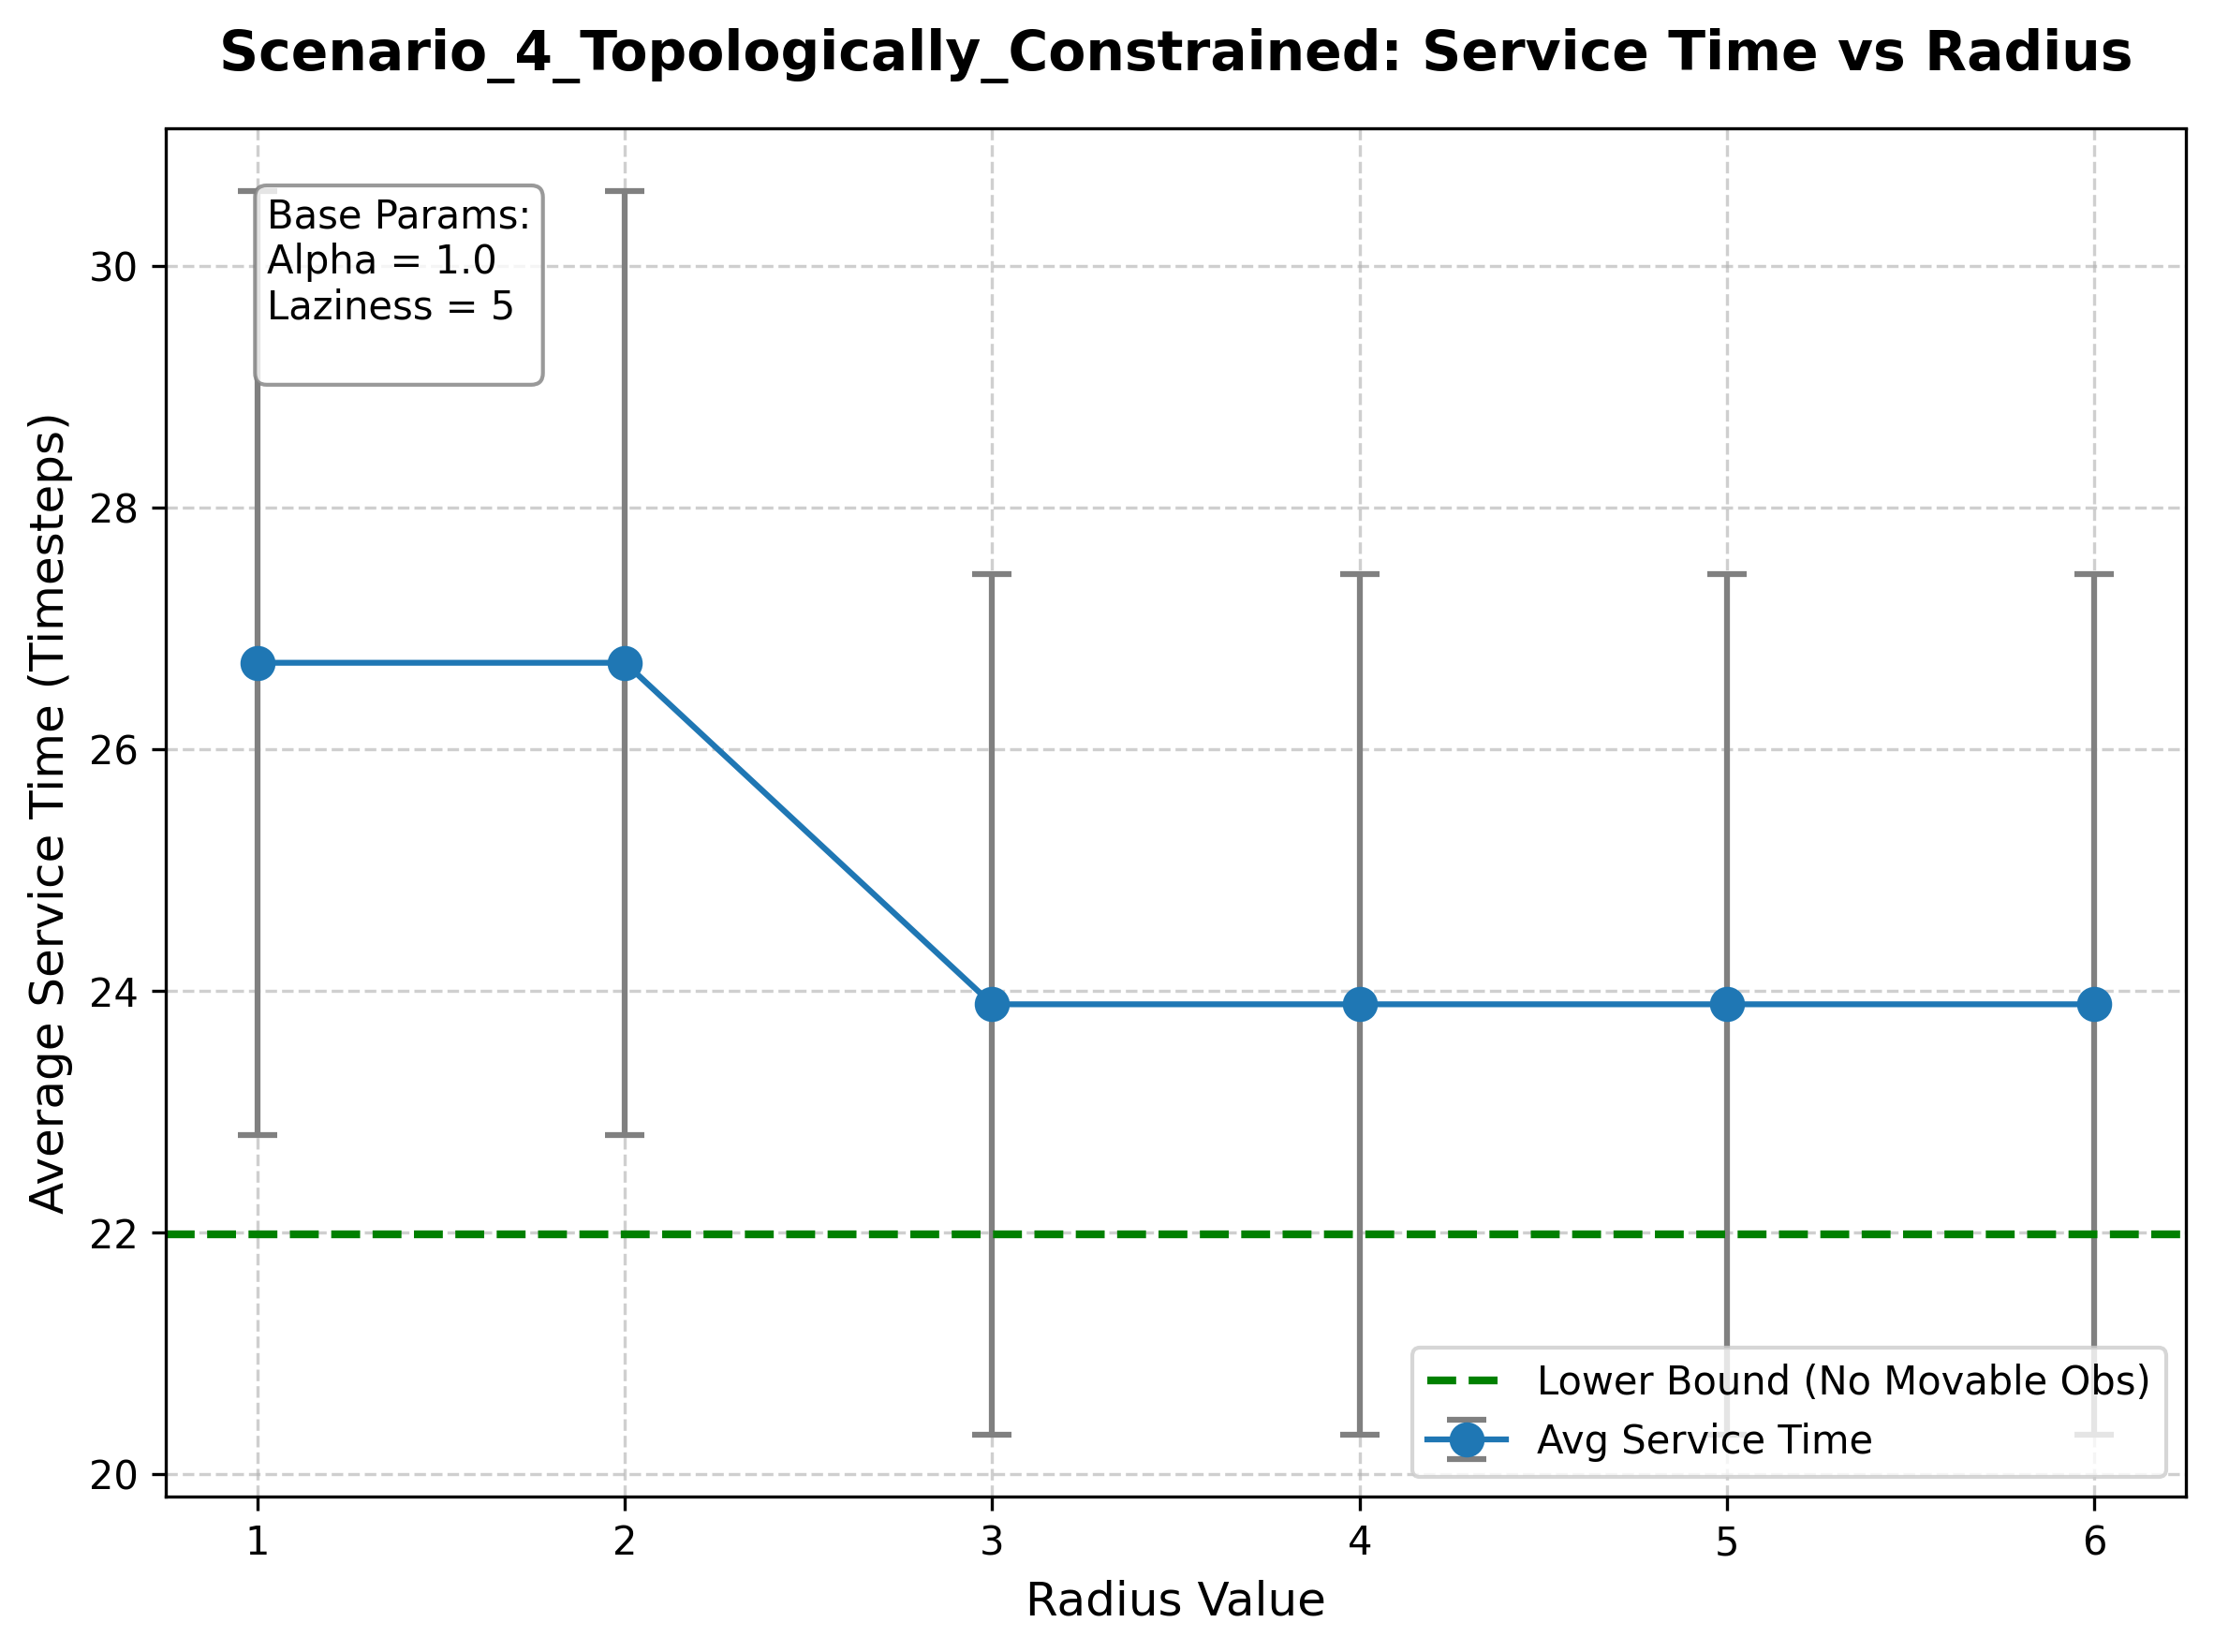 Scenario_4_Topologically_Constrained: Service Time vs Radius
Base Params:
Alpha = 1.0
Laziness = 5
30
28
26
24
22
20
Average Service Time (Timesteps)
Lower Bound (No Movable Obs)
Avg Service Time
1 2 3 4 5 6
Radius Value